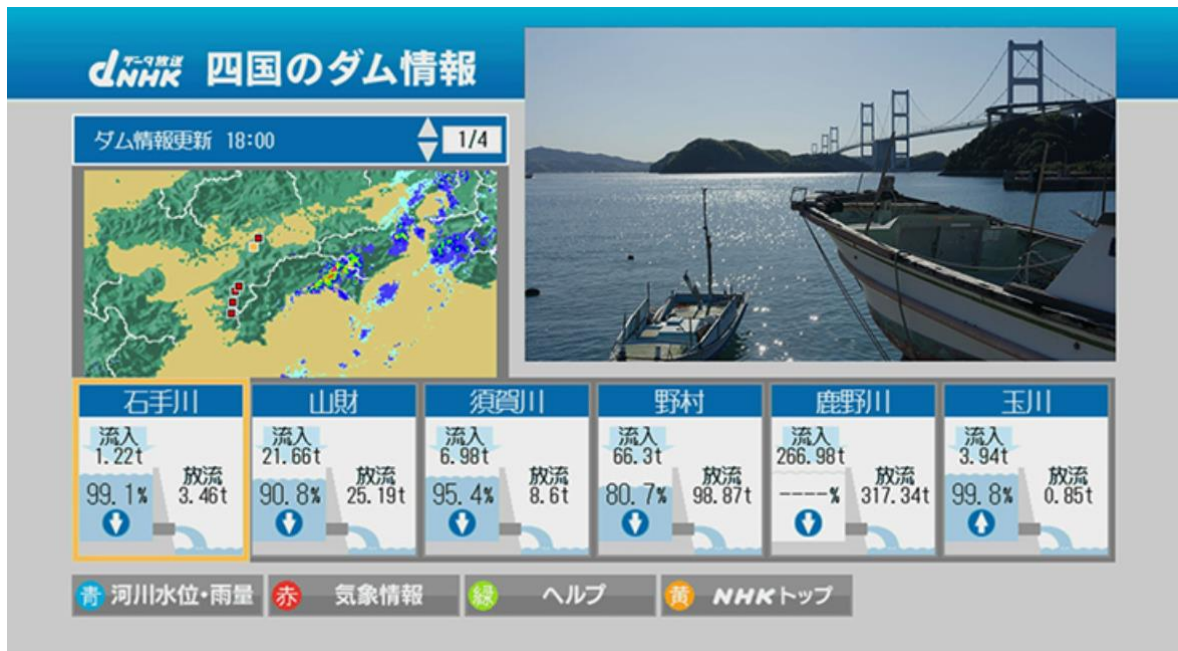 データ放送
dNHK
四国のダム情報
ダム情報更新 18:00
1/4
石手川
流入
1.22t
放流
99.1%
3.46t
山財
流入
21.66t
放流
90.8%
25.19t
須賀川
流入
6.98t
放流
95.4%
8.6t
野村
流入
66.3t
放流
80.7%
98.87t
鹿野川
流入
266.98t
放流
----%
317.34t
玉川
流入
3.94t
放流
99.8%
0.85t
青 河川水位・雨量
赤 気象情報
緑 ヘルプ
黄 NHKトップ